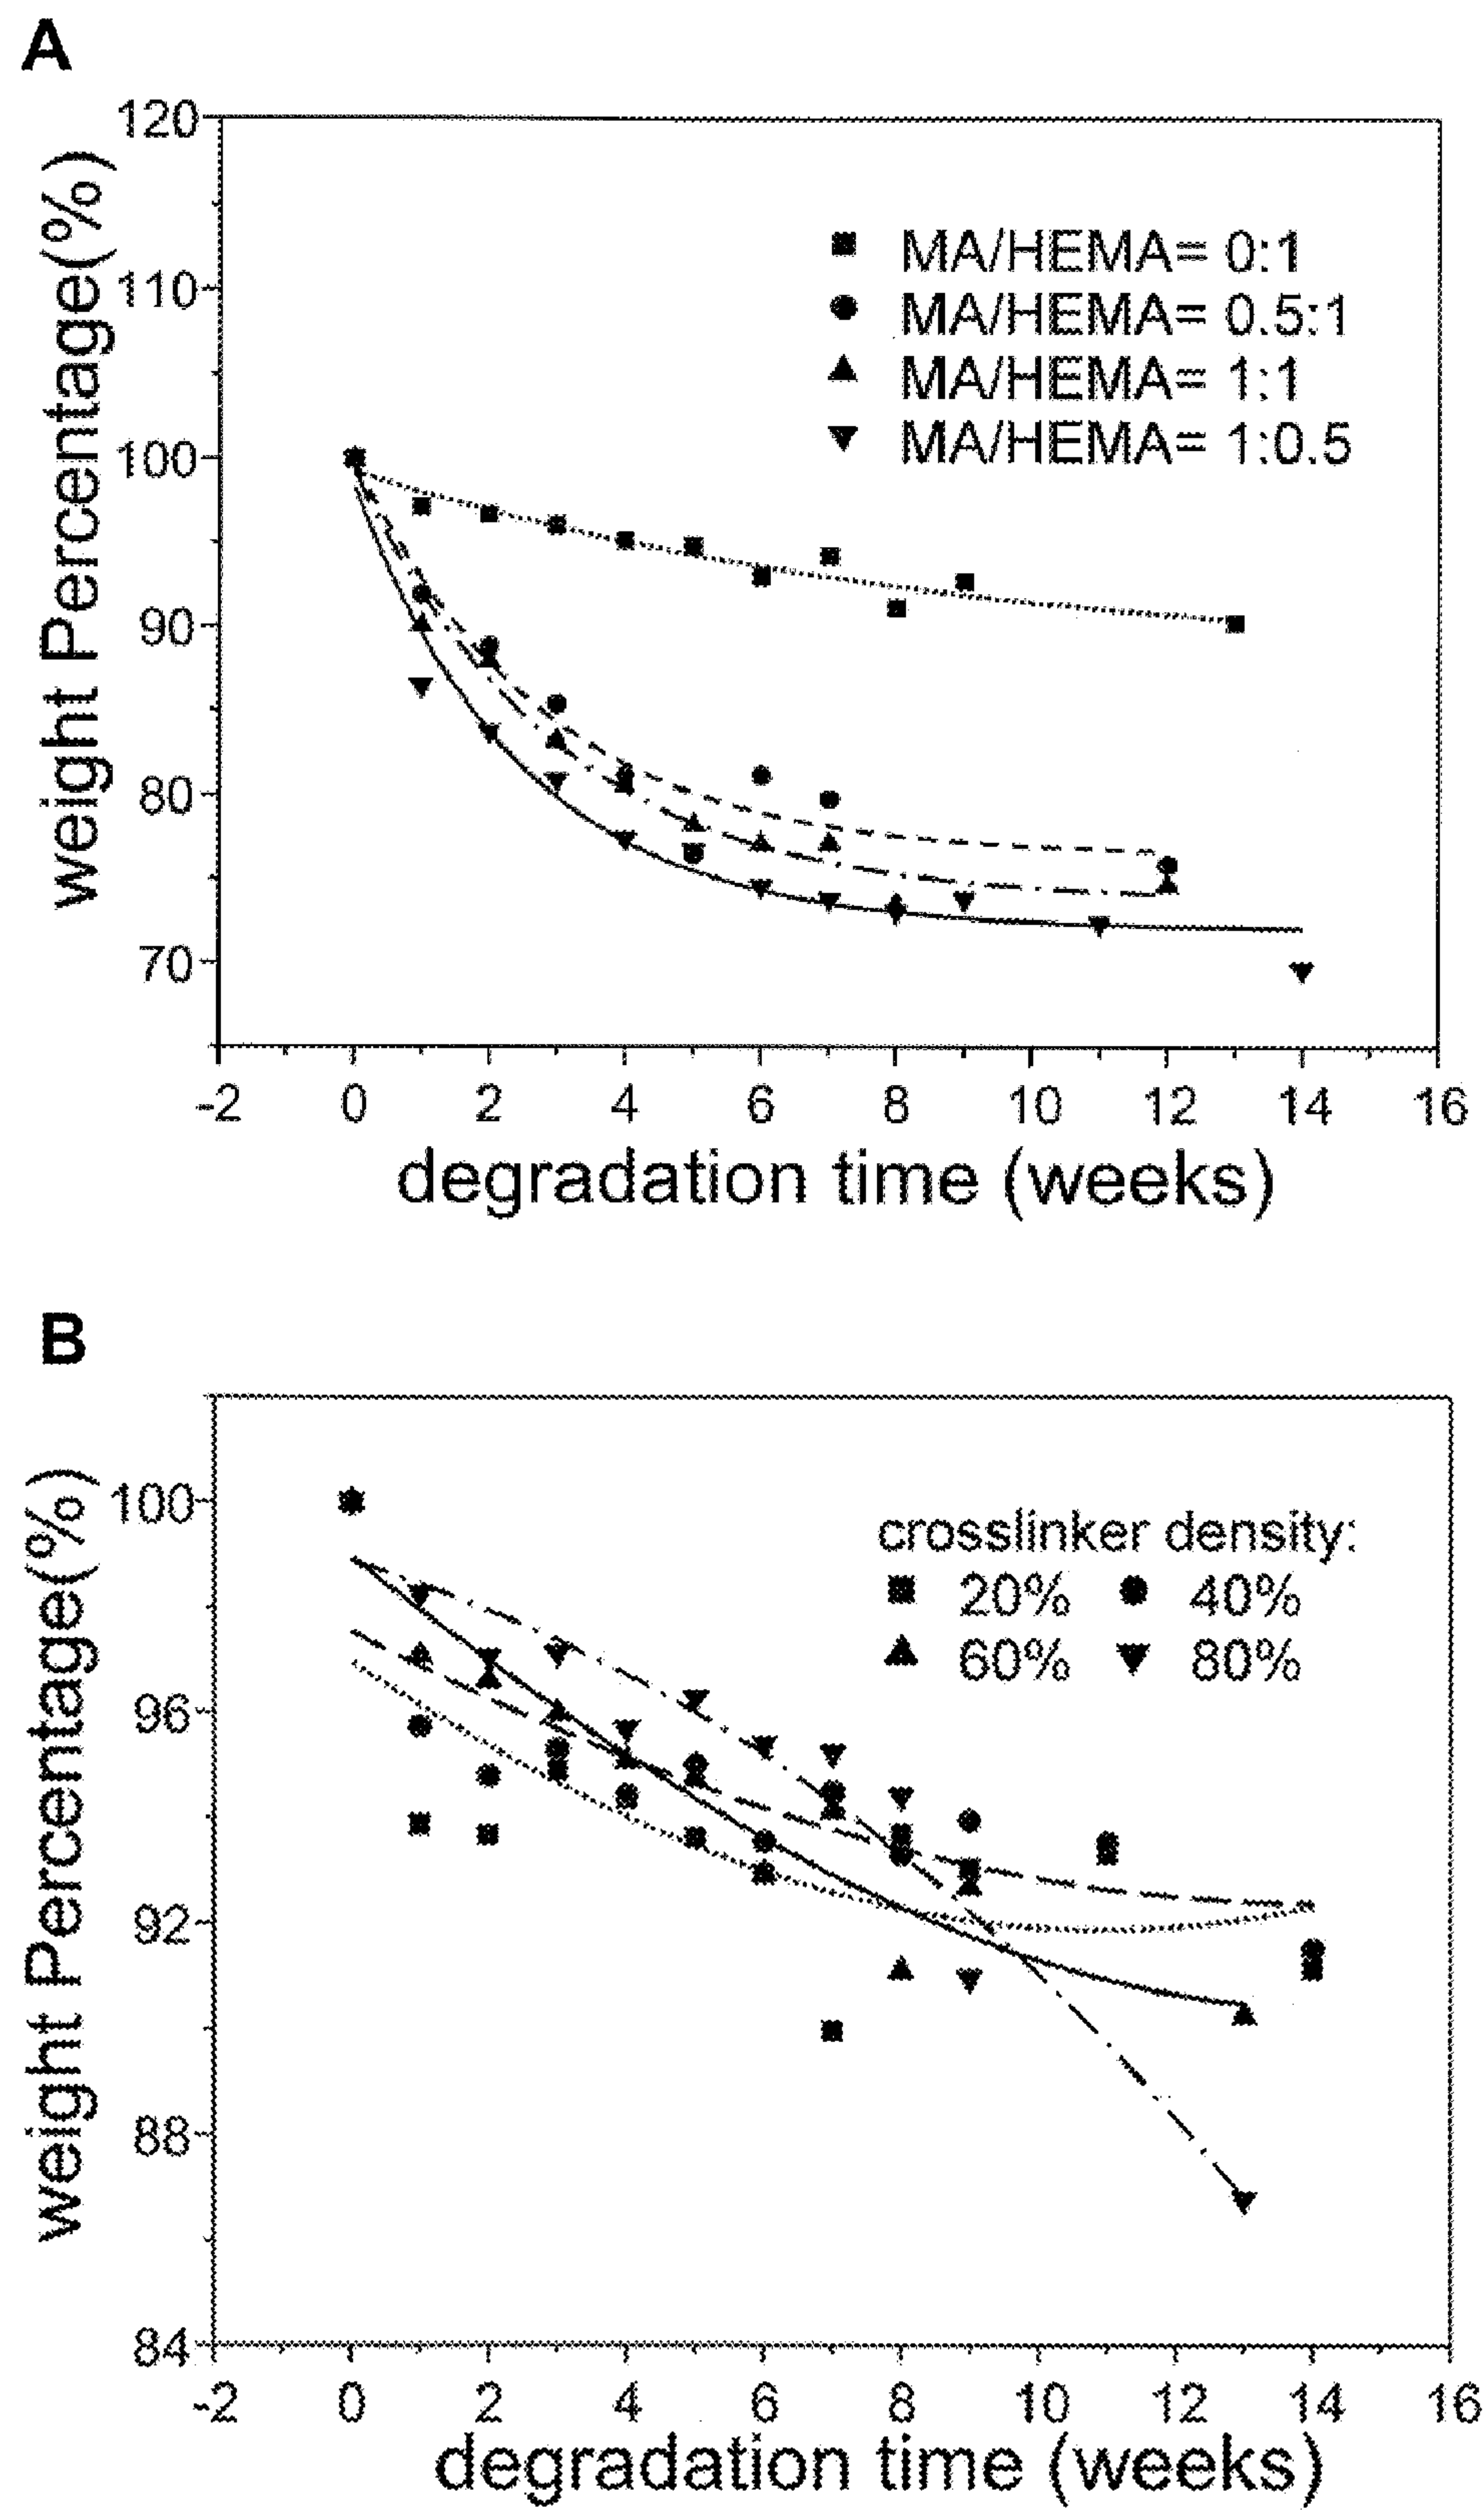 A
120
110
100
90
80
70
weight Percentage(%)
MA/HEMA= 0:1
MA/HEMA= 0.5:1
MA/HEMA= 1:1
MA/HEMA= 1:0.5
-2 0 2 4 6 8 10 12 14 16
degradation time (weeks)
B
100
96
92
88
84
weight Percentage(%)
crosslinker density:
20% 40%
60% 80%
-2 0 2 4 6 8 10 12 14 16
degradation time (weeks)